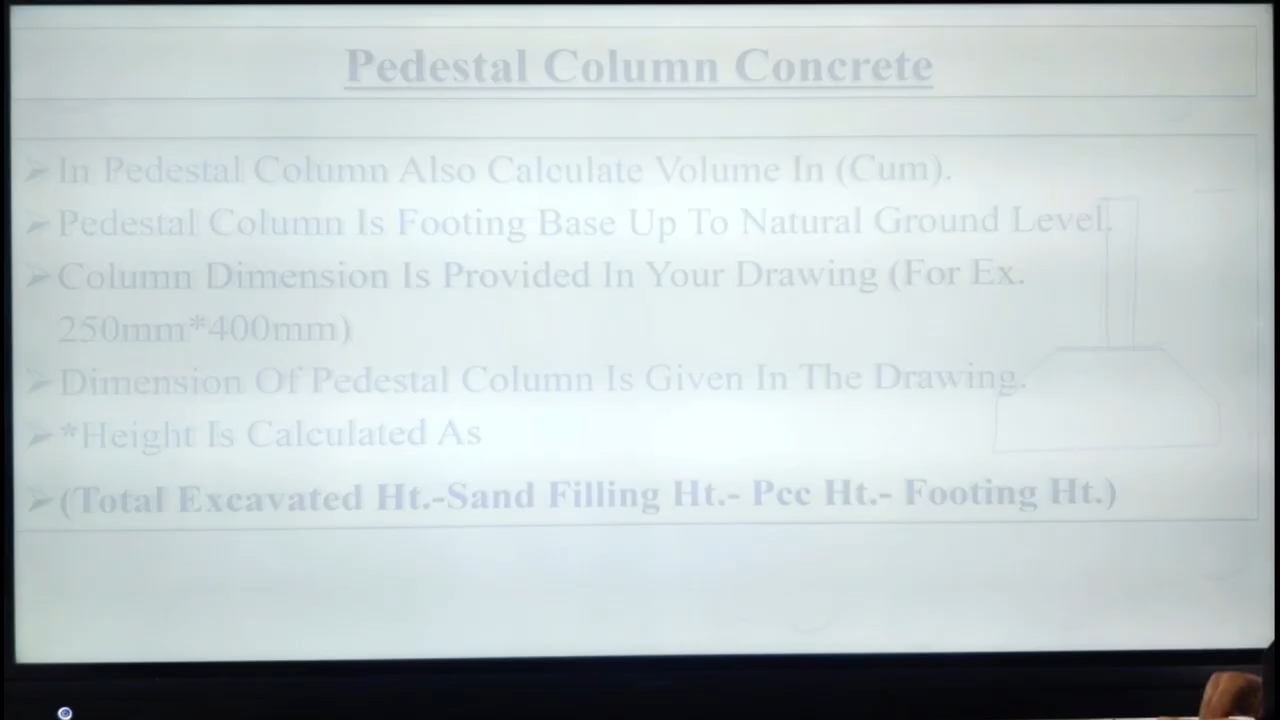 Pedestal Column Concrete
➢In Pedestal Column Also Calculate Volume In (Cum).
➢Pedestal Column Is Footing Base Up To Natural Ground Level.
➢Column Dimension Is Provided In Your Drawing (For Ex.
250mm*400mm)
➢Dimension Of Pedestal Column Is Given In The Drawing.
➢*Height Is Calculated As
➢(Total Excavated Ht.-Sand Filling Ht.- Pcc Ht.- Footing Ht.)